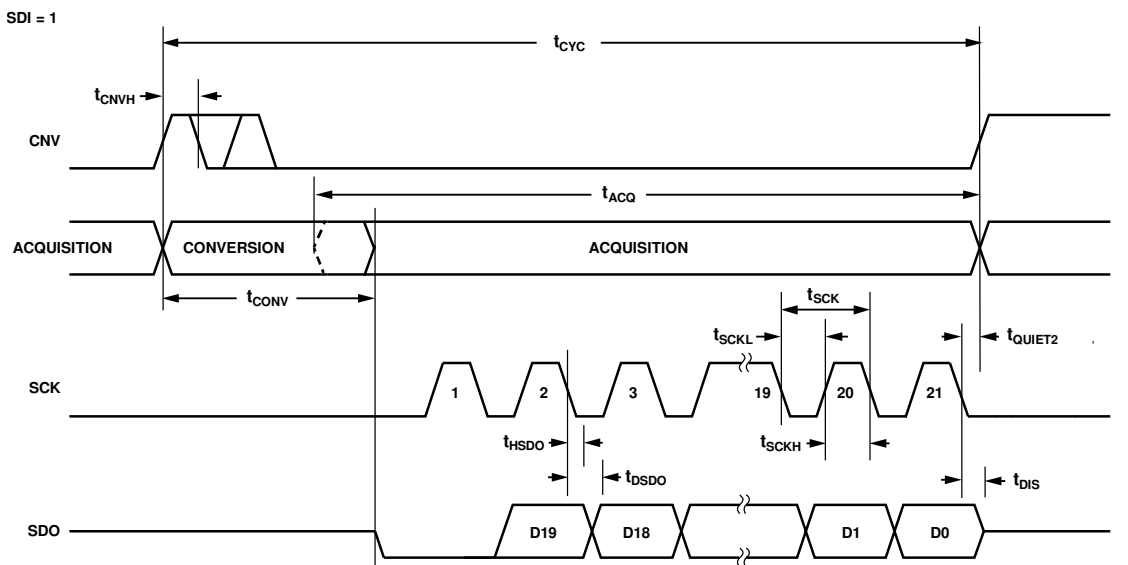 SDI = 1
tCYC
tCNVH
CNV
tACQ
ACQUISITION CONVERSION ACQUISITION
tCONV
tSCK
tSCKL
tQUIET2
SCK 1 2 3 19 20 21
tHSDO
tSCKH
tDSDO
tDIS
SDO D19 D18 D1 D0